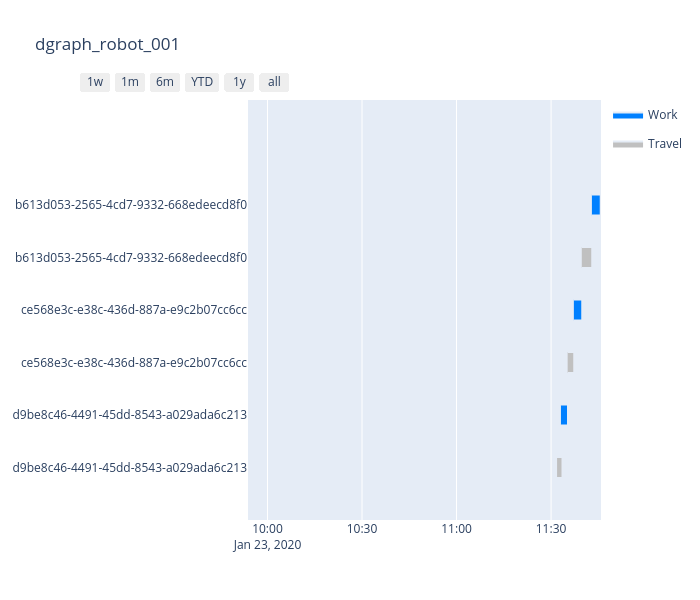 dgraph_robot_001
1w 1m 6m YTD 1y all
Work
Travel
b613d053-2565-4cd7-9332-668edeecd8f0
b613d053-2565-4cd7-9332-668edeecd8f0
ce568e3c-e38c-436d-887a-e9c2b07cc6cc
ce568e3c-e38c-436d-887a-e9c2b07cc6cc
d9be8c46-4491-45dd-8543-a029ada6c213
d9be8c46-4491-45dd-8543-a029ada6c213
10:00 10:30 11:00 11:30
Jan 23, 2020